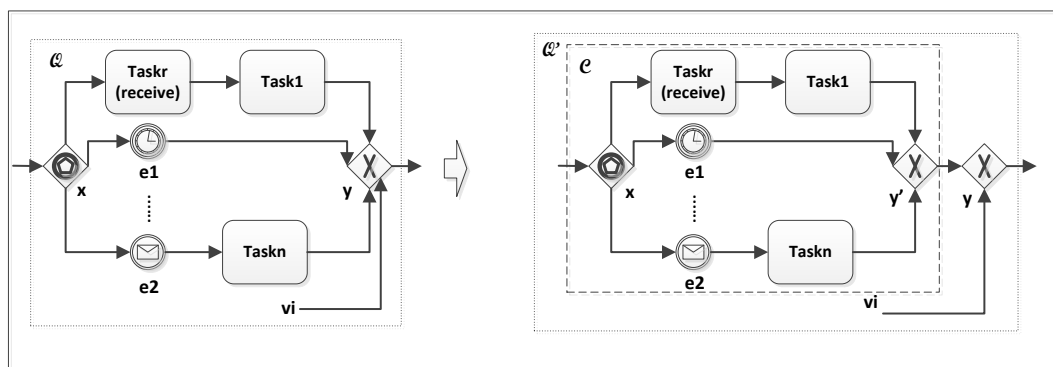 Q
Taskr
(receive)
Task1
e1
x
y
Taskn
e2
vi
Q'
C
Taskr
(receive)
Task1
e1
x
y'
y
Taskn
e2
vi